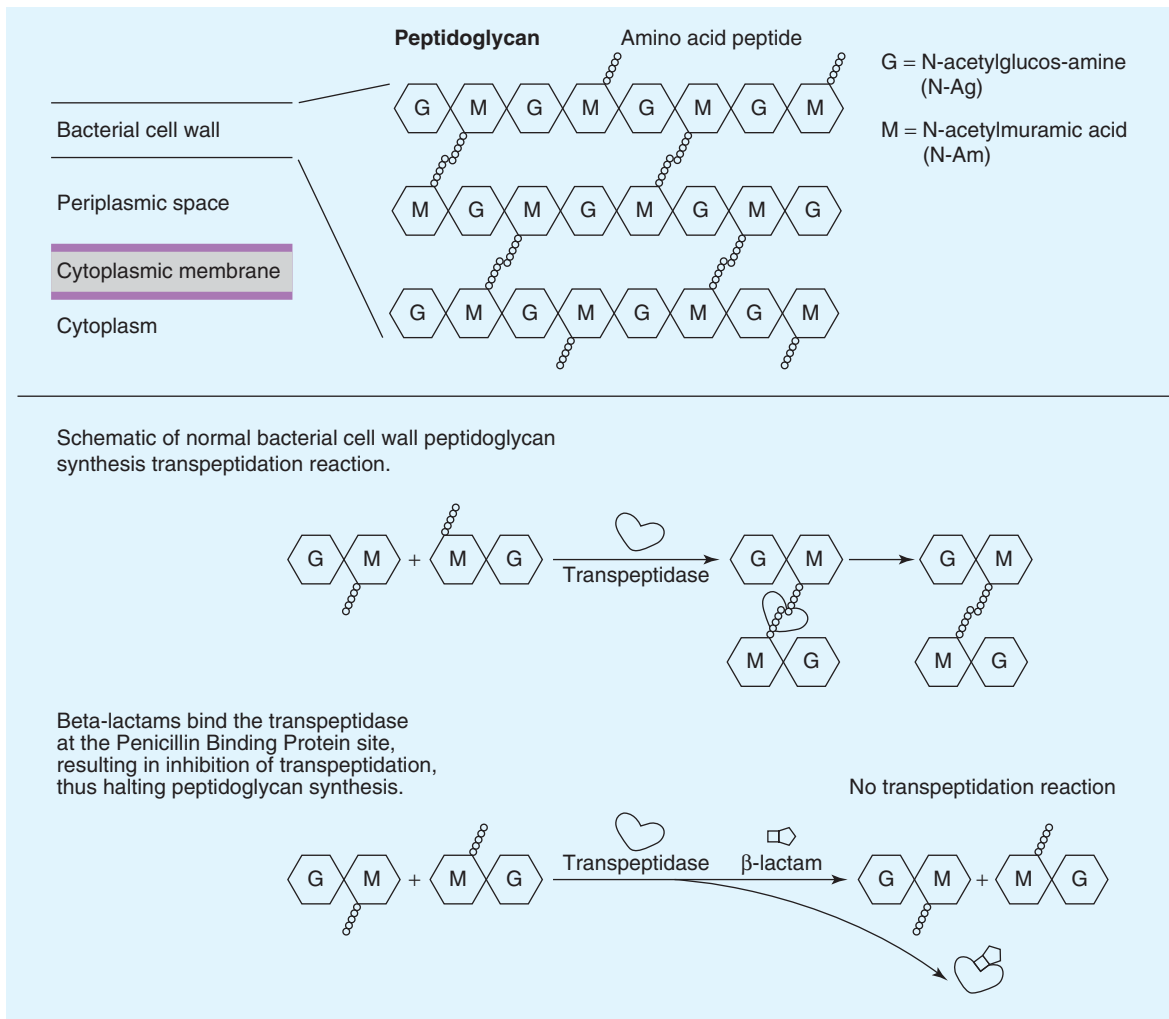 Peptidoglycan
Amino acid peptide
G = N-acetylglucos-amine
(N-Ag)
M = N-acetylmuramic acid
(N-Am)
Bacterial cell wall
Periplasmic space
Cytoplasmic membrane
Cytoplasm
G M G M G M G M
M G M G M G M G
G M G M G M G M
Schematic of normal bacterial cell wall peptidoglycan
synthesis transpeptidation reaction.
G M + M G
Transpeptidase
G M
M G
G M
M G
Beta-lactams bind the transpeptidase
at the Penicillin Binding Protein site,
resulting in inhibition of transpeptidation,
thus halting peptidoglycan synthesis.
No transpeptidation reaction
G M + M G
Transpeptidase
β-lactam
G M + M G